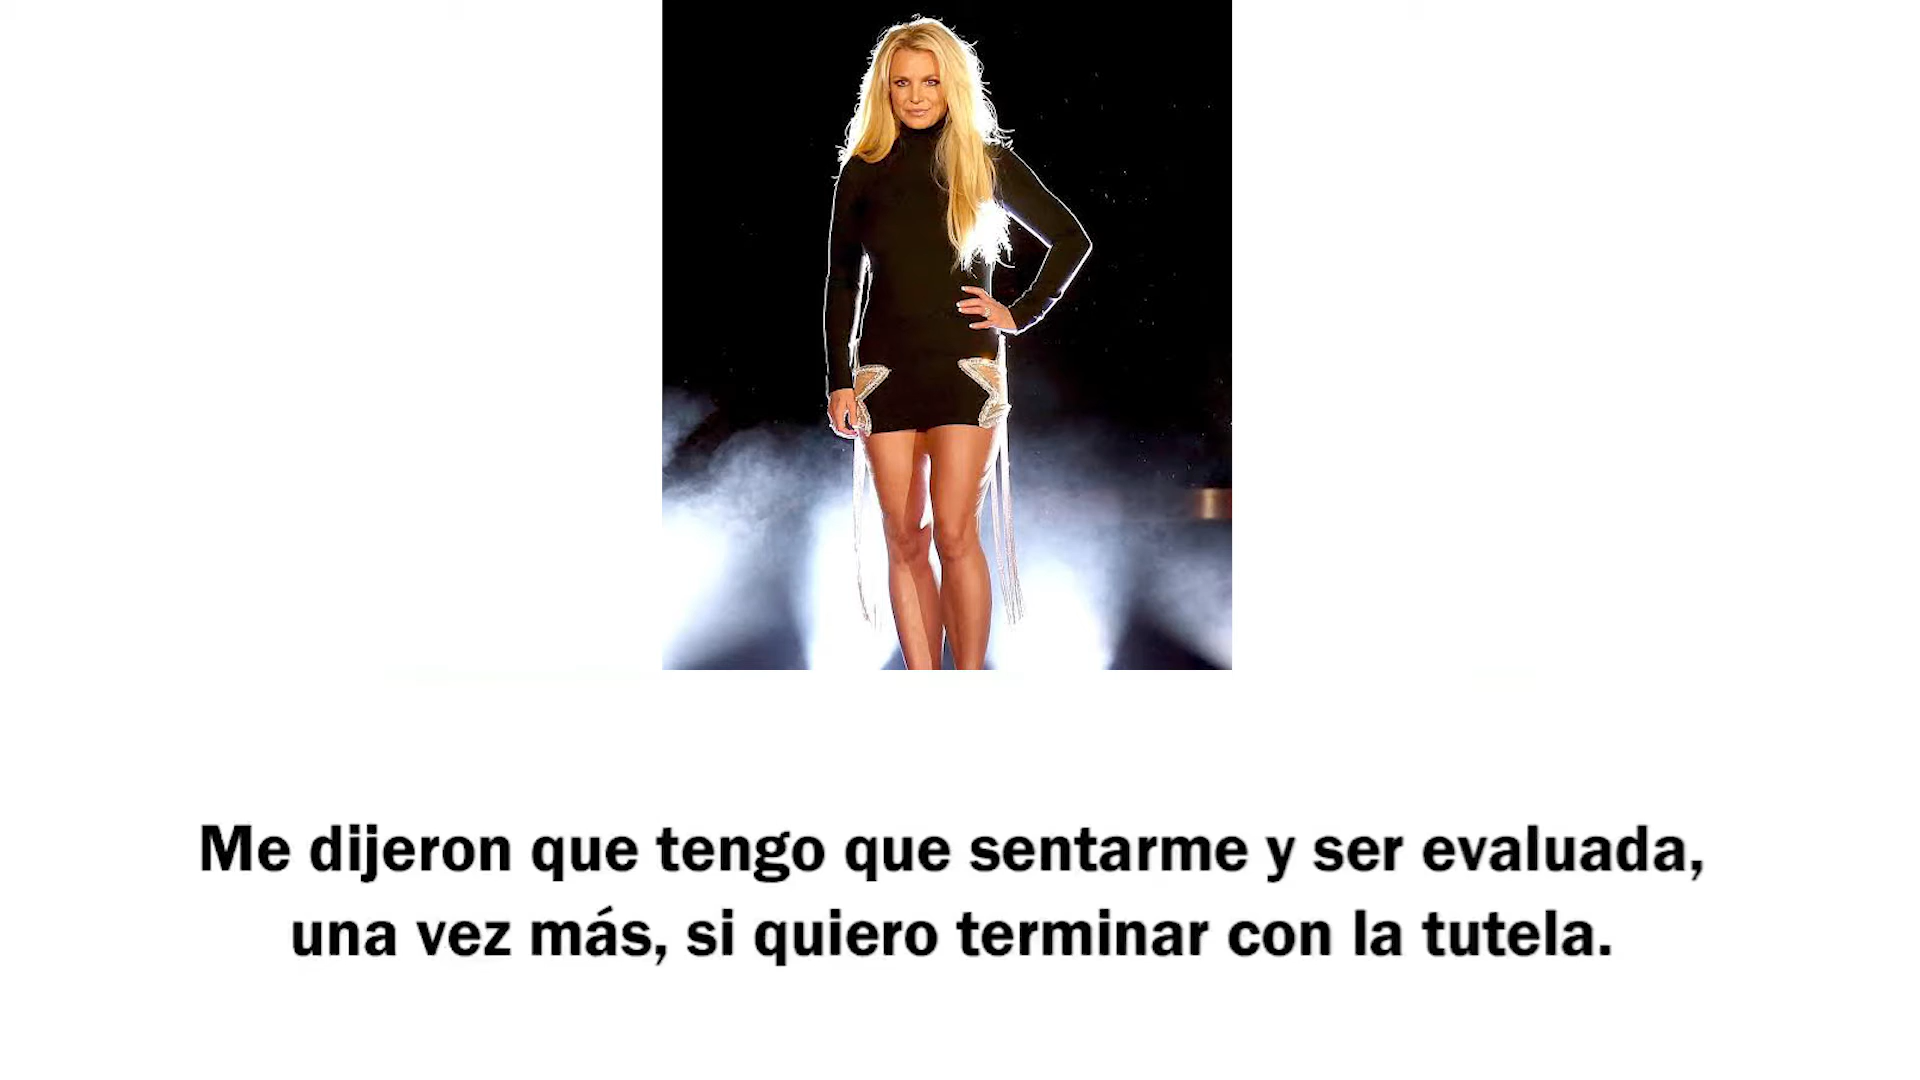 Me dijeron que tengo que sentarme y ser evaluada,
una vez más, si quiero terminar con la tutela.